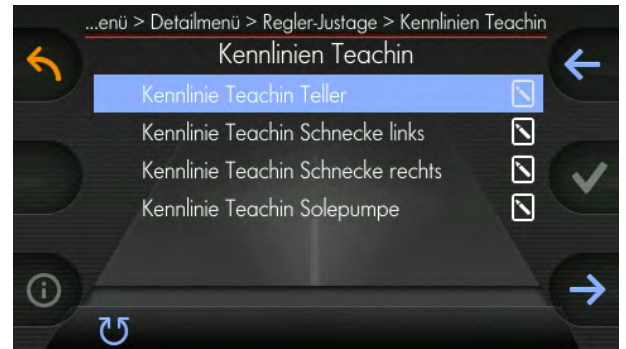 ...enü > Detailmenü > Regler-Justage > Kennlinien Teachin
Kennlinien Teachin
Kennlinie Teachin Teller
Kennlinie Teachin Schnecke links
Kennlinie Teachin Schnecke rechts
Kennlinie Teachin Solepumpe